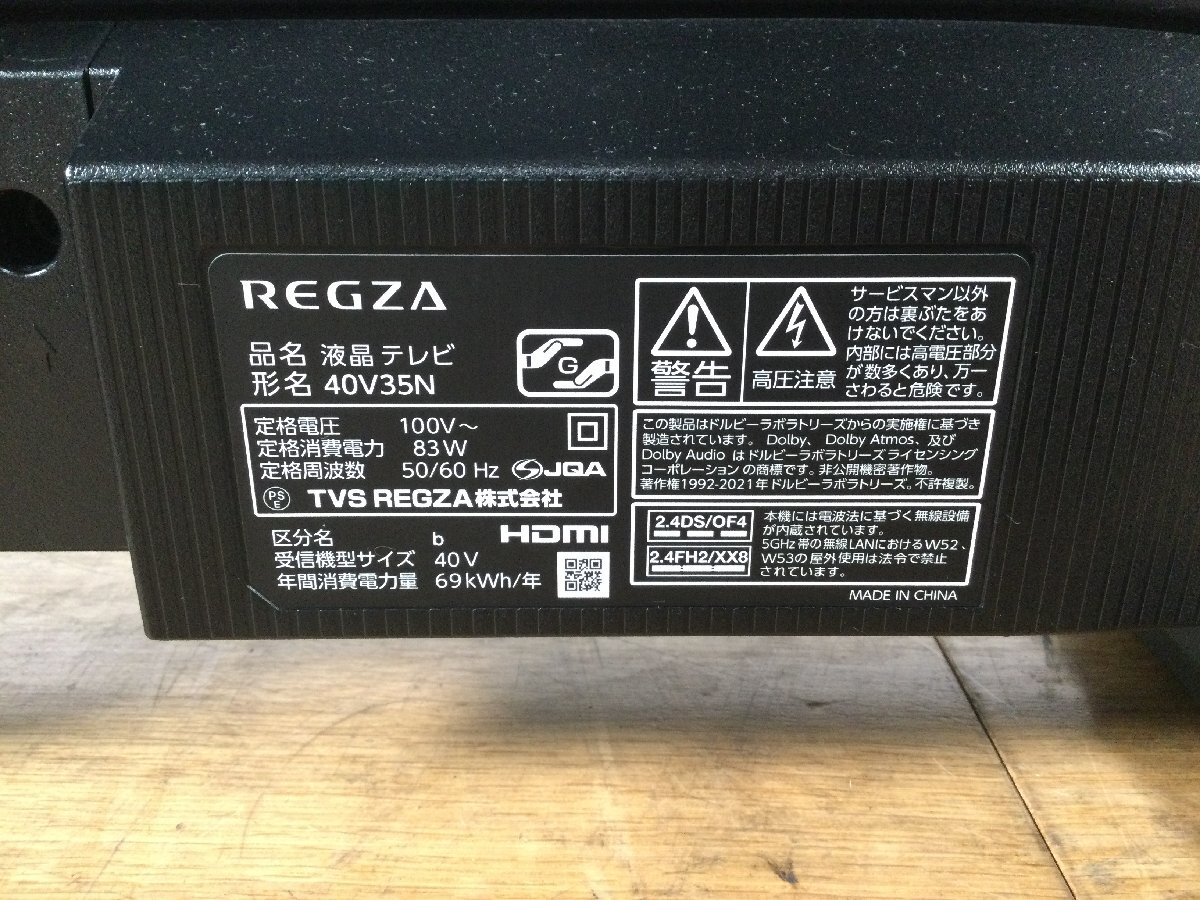 REGZA
品名 液晶テレビ
形名 40V35N
G
定格電圧 100V~
定格消費電力 83W
定格周波数 50/60 Hz JQA
PS
E
TVS REGZA株式会社
区分名 b HDMI
受信機型サイズ 40V
年間消費電力量 69kWh/年
警告
高圧注意
サービスマン以外
の方は裏ぶたをあ
けないでください。
内部には高電圧部分
が数多くあり、万一
さわると危険です。
この製品はドルビーラボラトリーズからの実施権に基づき
製造されています。Dolby、Dolby Atmos、及び
Dolby Audio はドルビーラボラトリーズ ライセンシング
コーポレーションの商標です。非公開機密著作物。
著作権1992-2021年ドルビーラボラトリーズ。不許複製。
2.4DS/OF4
2.4FH2/XX8
本機には電波法に基づく無線設備
が内蔵されています。
5GHz帯の無線LANにおけるW52、
W53の屋外使用は法令で禁止
されています。
MADE IN CHINA